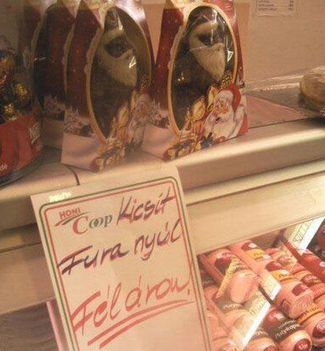 HONI
Coop Kicsit
Fura nyúl
Fél áron!